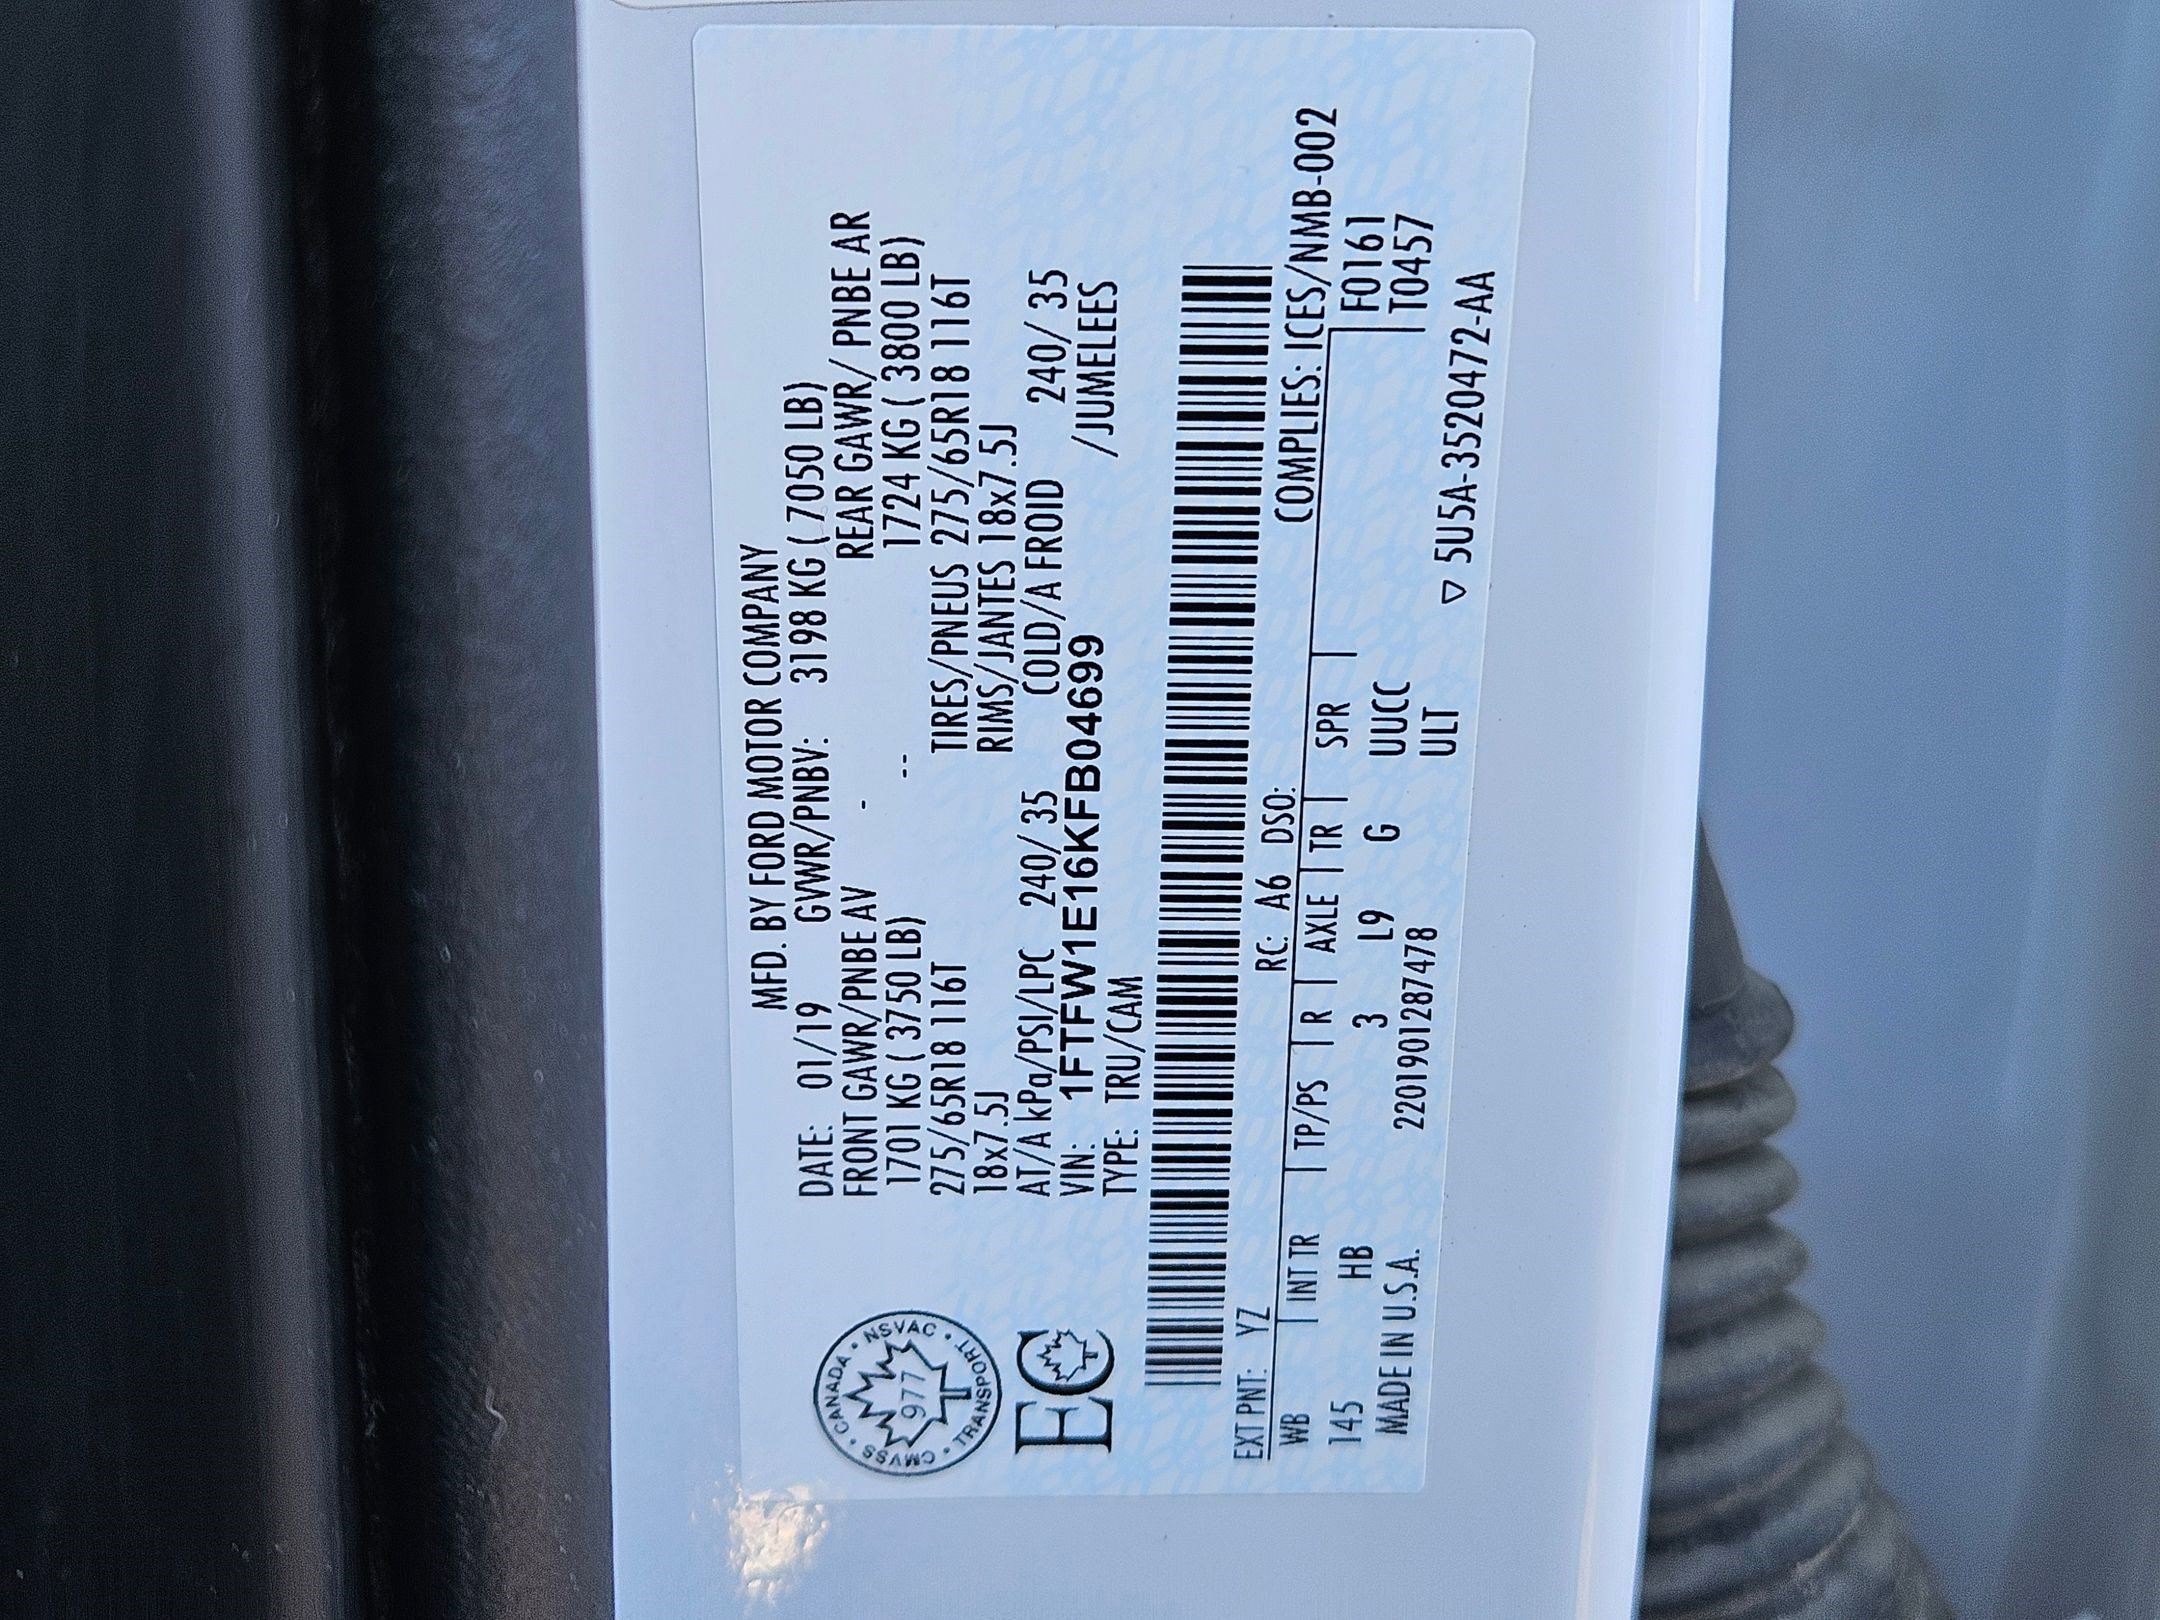 MFD. BY FORD MOTOR COMPANY
DATE: 01/19 GVWR/PNBV: 3198 KG ( 7050 LB)
FRONT GAWR/PNBE AV - REAR GAWR/ PNBE AR
1701 KG ( 3750 LB) -- 1724 KG ( 3800 LB)
275/65R18 116T TIRES/PNEUS 275/65R18 116T
18x7.5J RIMS/JANTES 18x7.5J
AT/A kPa/PSI/LPC 240/ 35 COLD/A FROID 240/ 35
VIN: 1FTFW1E16KFB04699 /JUMELEES
TYPE: TRU/CAM
CANADA • NSVAC • TRANSPORT • CMVSS •
977
EC
EXT PNT: YZ RC: A6 DSO: COMPLIES: ICES/NMB-002
WB | INT TR | TP/PS | R | AXLE | TR | SPR | F0161
145 HB 3 L9 G UUCC T0457
MADE IN U.S.A. 2201901287478 ULT ▽ 5U5A-3520472-AA